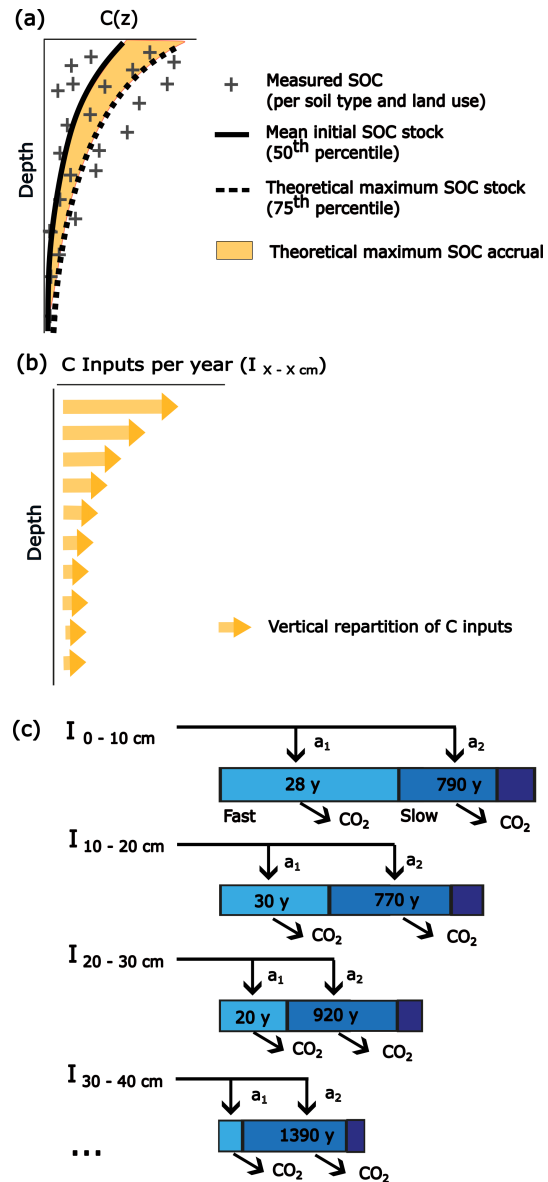 (a) C(z)
Depth
Measured SOC
(per soil type and land use)
Mean initial SOC stock
(50th percentile)
Theoretical maximum SOC stock
(75th percentile)
Theoretical maximum SOC accrual
(b) C Inputs per year (I x - x cm)
Depth
Vertical repartition of C inputs
(c) I 0 - 10 cm
a1 a2
28 y 790 y
Fast CO2 Slow CO2
I 10 - 20 cm
a1 a2
30 y 770 y
CO2 CO2
I 20 - 30 cm
a1 a2
20 y 920 y
CO2 CO2
I 30 - 40 cm
a1 a2
1390 y
... CO2 CO2